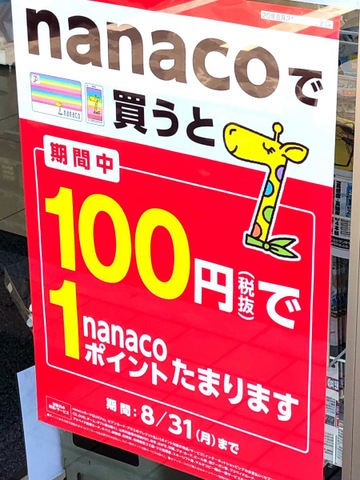 nanacoで
買うと
nanaco
期間中
100円(税抜)で
1nanaco
ポイントたまります
期間:8/31(月)まで